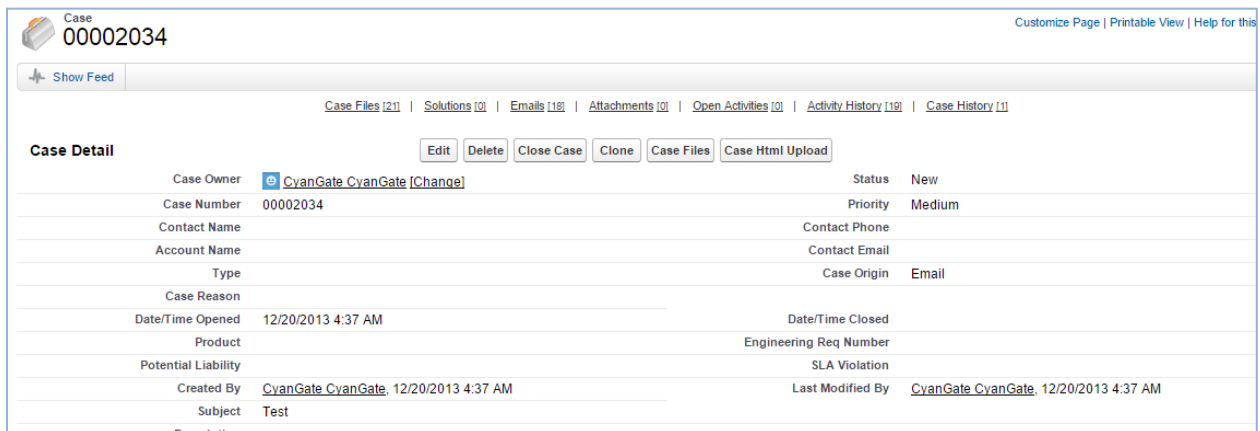 Case
00002034
Customize Page | Printable View | Help for this
Show Feed
Case Files [21] | Solutions [0] | Emails [18] | Attachments [0] | Open Activities [0] | Activity History [19] | Case History [1]
Case Detail Edit Delete Close Case Clone Case Files Case Html Upload
Case Owner CyanGate CyanGate [Change] Status New
Case Number 00002034 Priority Medium
Contact Name Contact Phone
Account Name Contact Email
Type Case Origin Email
Case Reason
Date/Time Opened 12/20/2013 4:37 AM Date/Time Closed
Product Engineering Req Number
Potential Liability SLA Violation
Created By CyanGate CyanGate, 12/20/2013 4:37 AM Last Modified By CyanGate CyanGate, 12/20/2013 4:37 AM
Subject Test